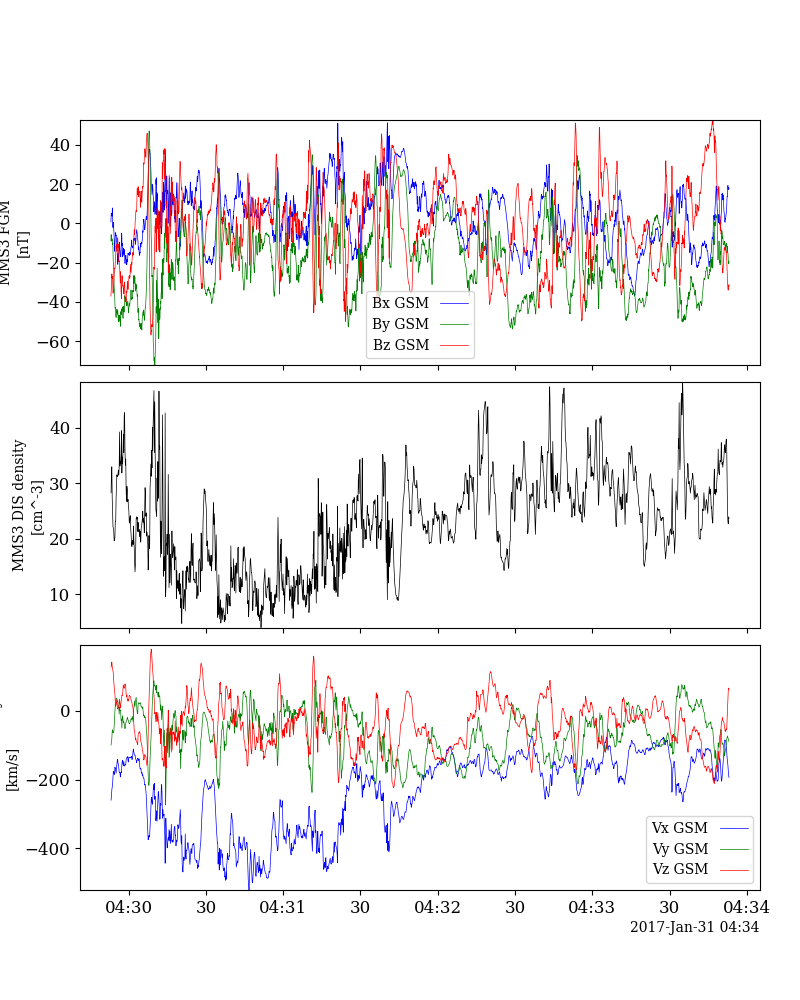 40
20
0
−20
−40
−60
MMS3 FGM
[nT]
Bx GSM
By GSM
Bz GSM
40
30
20
10
MMS3 DIS density
[cm^-3]
0
−200
−400
[km/s]
Vx GSM
Vy GSM
Vz GSM
04:30 30 04:31 30 04:32 30 04:33 30 04:34
2017-Jan-31 04:34